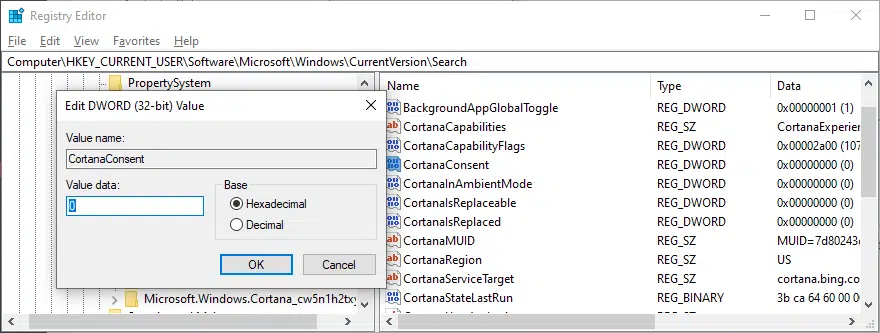 Registry Editor
File Edit View Favorites Help
Computer\HKEY_CURRENT_USER\Software\Microsoft\Windows\CurrentVersion\Search
PropertySystem
Edit DWORD (32-bit) Value
Value name:
CortanaConsent
Value data:
0
Base
Hexadecimal
Decimal
OK Cancel
Microsoft.Windows.Cortana_cw5n1h2txy
Name Type Data
BackgroundAppGlobalToggle REG_DWORD 0x00000001 (1)
CortanaCapabilities REG_SZ CortanaExperien
CortanaCapabilityFlags REG_DWORD 0x00002a00 (107
CortanaConsent REG_DWORD 0x00000000 (0)
CortanaInAmbientMode REG_DWORD 0x00000000 (0)
CortanaIsReplaceable REG_DWORD 0x00000000 (0)
CortanaIsReplaced REG_DWORD 0x00000000 (0)
CortanaMUID REG_SZ MUID=7d80243c
CortanaRegion REG_SZ US
CortanaServiceTarget REG_SZ cortana.bing.co
CortanaStateLastRun REG_BINARY 3b ca 64 60 00 00